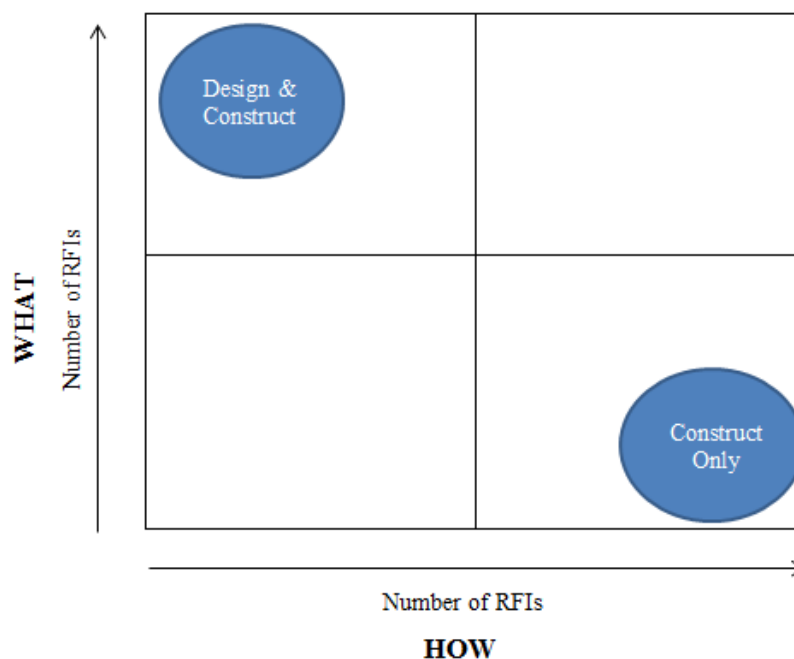 Design &
Construct
WHAT
Number of RFIs
Construct
Only
Number of RFIs
HOW